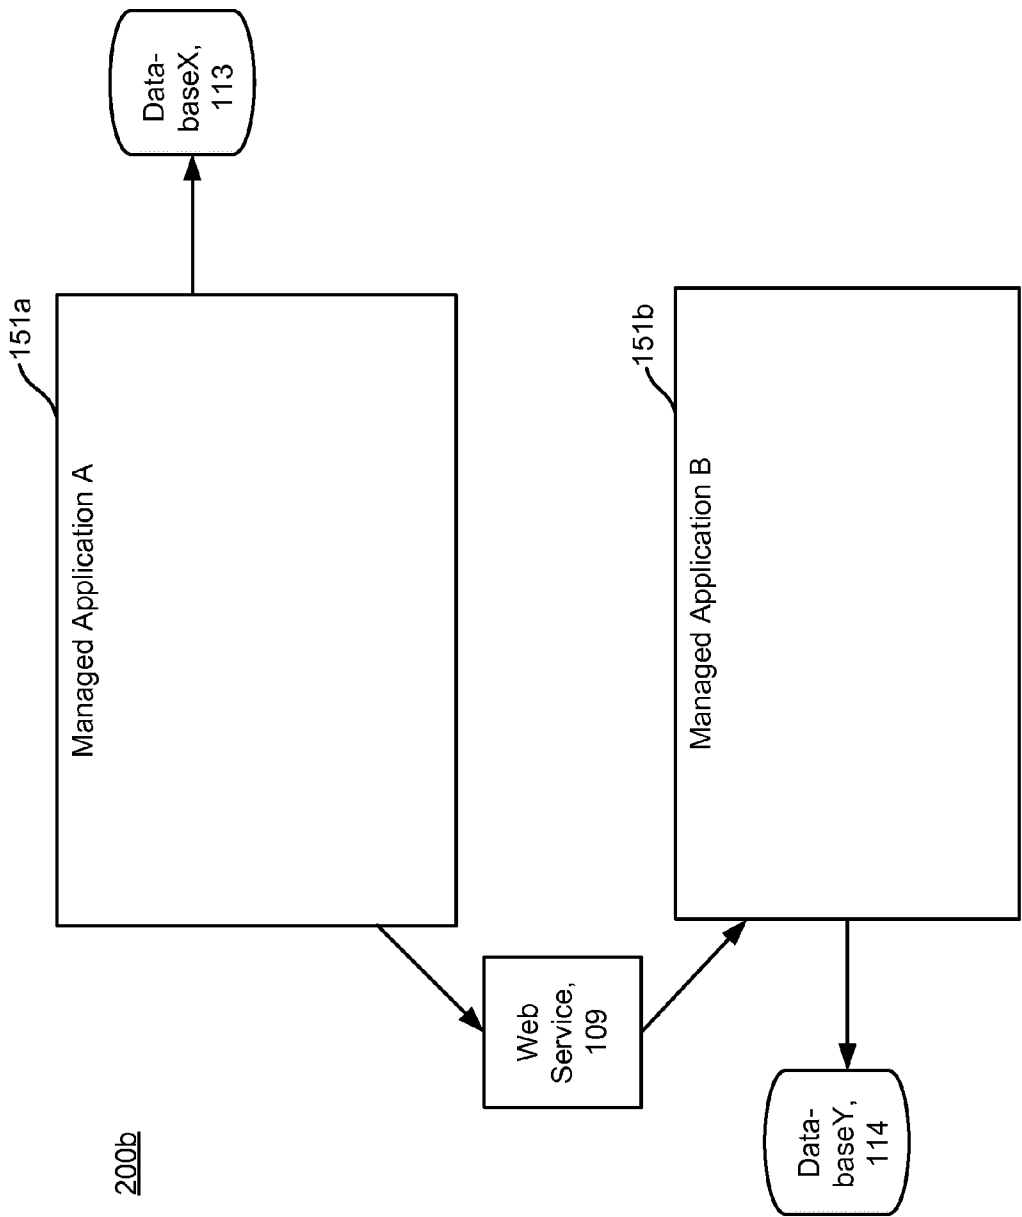 200b
151a
Managed Application A
Data-
baseX,
113
Web
Service,
109
151b
Managed Application B
Data-
baseY,
114